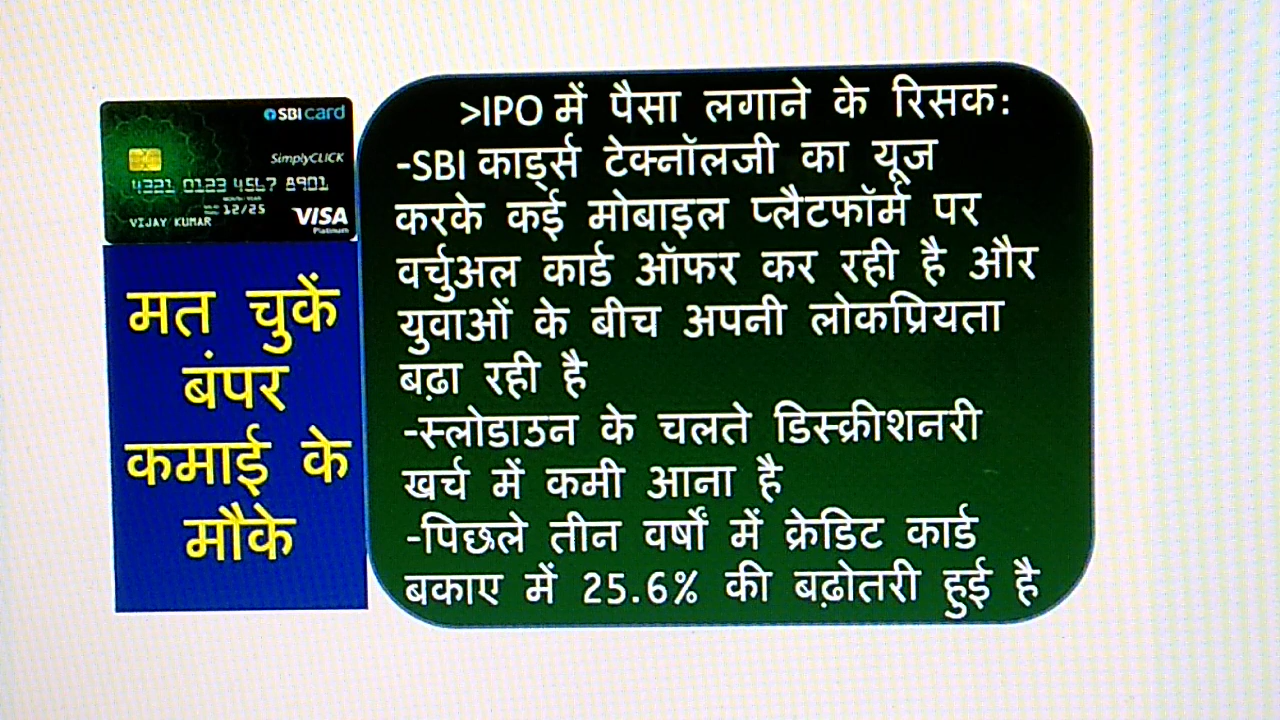 SBI card
SimplyCLICK
4321 0123 4567 8901
12/25
VIJAY KUMAR
VISA
Platinum
मत चुकें
बंपर
कमाई के
मौके
>IPO में पैसा लगाने के रिसक:
-SBI कार्ड्स टेक्नॉलजी का यूज
करके कई मोबाइल प्लैटफॉर्म पर
वर्चुअल कार्ड ऑफर कर रही है और
युवाओं के बीच अपनी लोकप्रियता
बढ़ा रही है
-स्लोडाउन के चलते डिस्क्रीशनरी
खर्च में कमी आना है
-पिछले तीन वर्षों में क्रेडिट कार्ड
बकाए में 25.6% की बढ़ोतरी हुई है